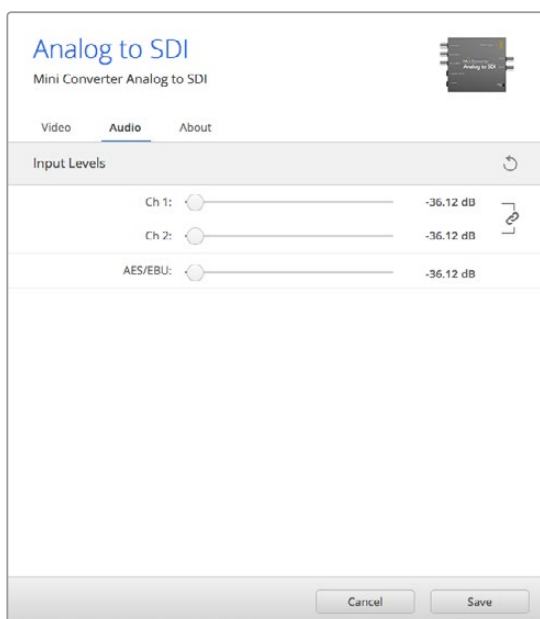 Analog to SDI
Mini Converter Analog to SDI
Video Audio About
Input Levels
Ch 1: -36.12 dB
Ch 2: -36.12 dB
AES/EBU: -36.12 dB
Cancel Save